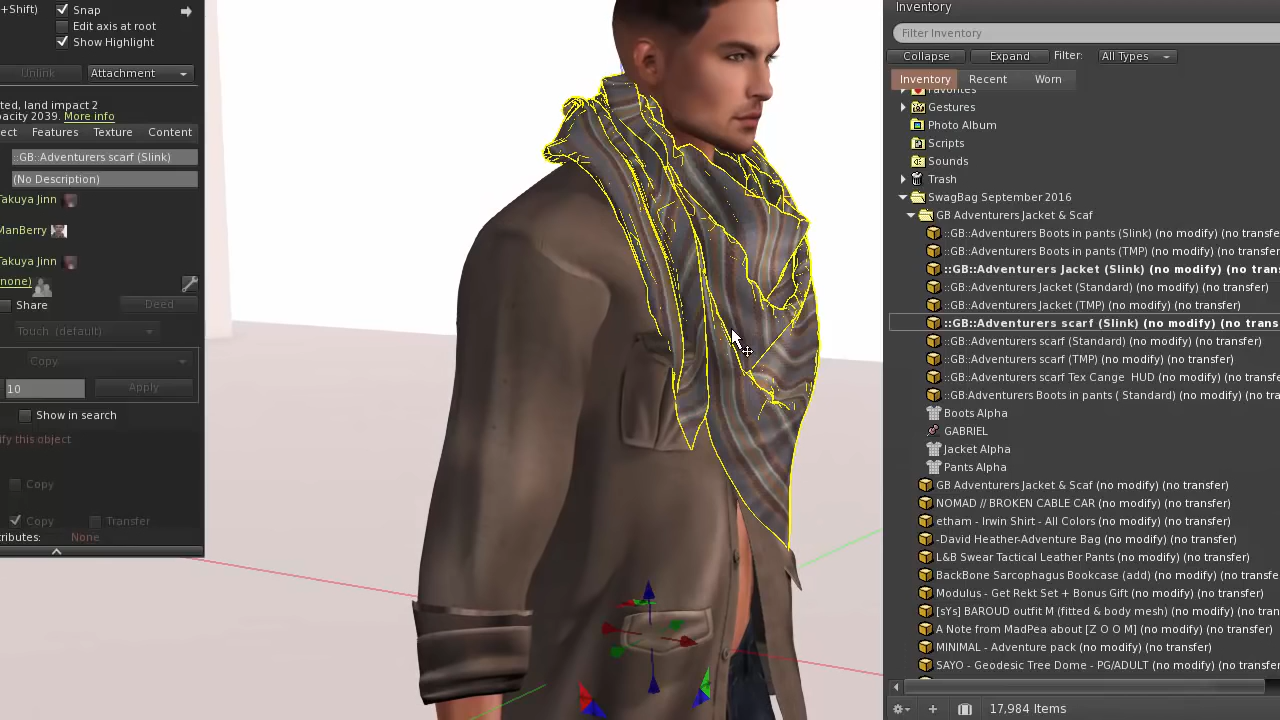 +Shift)
Snap
Edit axis at root
Show Highlight
Unlink
Attachment
ted, land impact 2
pacity 2039. More info
ect
Features
Texture
Content
::GB::Adventurers scarf (Slink)
(No Description)
Takuya Jinn
ManBerry
Takuya Jinn
none)
Share
Deed
Touch (default)
Copy
10
Apply
Show in search
ify this object
Copy
Copy
Transfer
tributes:
None
Inventory
Filter Inventory
Collapse
Expand
Filter:
All Types
Inventory
Recent
Worn
Favorites
Gestures
Photo Album
Scripts
Sounds
Trash
SwagBag September 2016
GB Adventurers Jacket & Scaf
::GB::Adventurers Boots in pants (Slink) (no modify) (no transfe
::GB::Adventurers Boots in pants (TMP) (no modify) (no transfer)
::GB::Adventurers Jacket (Slink) (no modify) (no tran
::GB::Adventurers Jacket (Standard) (no modify) (no transfer)
::GB::Adventurers Jacket (TMP) (no modify) (no transfer)
::GB::Adventurers scarf (Slink) (no modify) (no trans
::GB::Adventurers scarf (Standard) (no modify) (no transfer)
::GB::Adventurers scarf (TMP) (no modify) (no transfer)
::GB::Adventurers scarf Tex Cange HUD (no modify) (no transfe
::GB:Adventurers Boots in pants ( Standard) (no modify) (no tra
Boots Alpha
GABRIEL
Jacket Alpha
Pants Alpha
GB Adventurers Jacket & Scaf (no modify) (no transfer)
NOMAD // BROKEN CABLE CAR (no modify) (no transfer)
etham - Irwin Shirt - All Colors (no modify) (no transfer)
-David Heather-Adventure Bag (no modify) (no transfer)
L&B Swear Tactical Leather Pants (no modify) (no transfer)
BackBone Sarcophagus Bookcase (add) (no modify) (no transfer)
Modulus - Get Rekt Set + Bonus Gift (no modify) (no transfer)
[sYs] BAROUD outfit M (fitted & body mesh) (no modify) (no transfer)
A Note from MadPea about [Z O O M] (no modify) (no transfer)
MINIMAL - Adventure pack (no modify) (no transfer)
SAYO - Geodesic Tree Dome - PG/ADULT (no modify) (no transfer)
17,984 Items